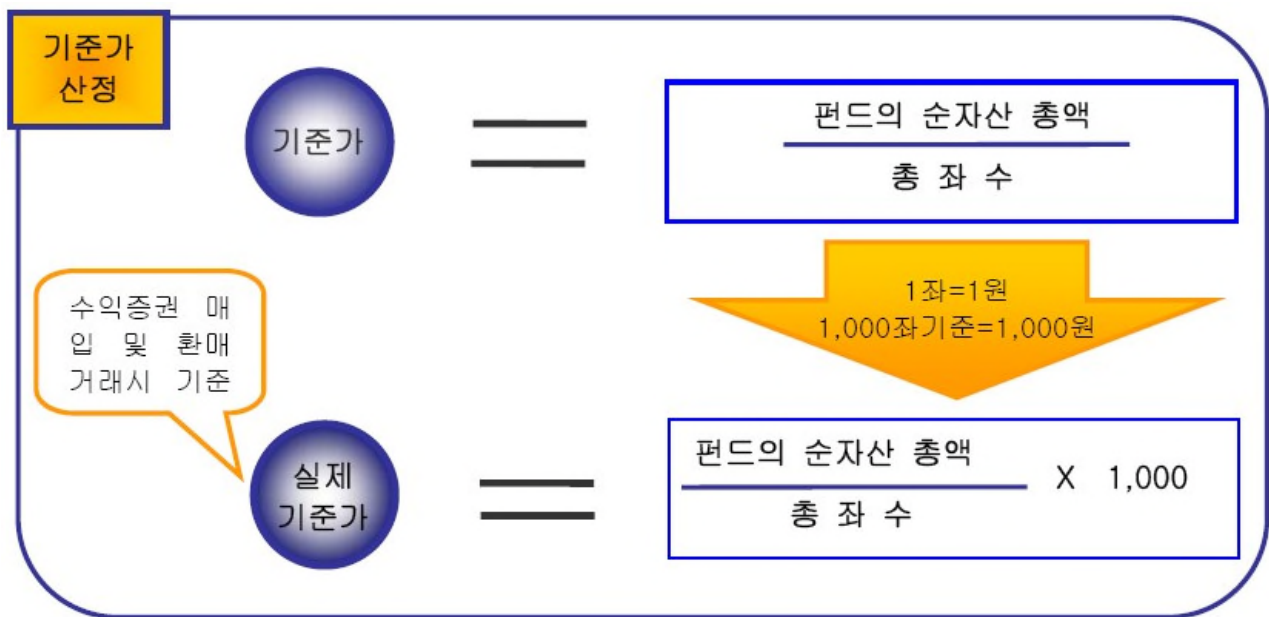 기준가
산정
기준가
펀드의 순자산 총액
총 좌 수
1좌=1원
1,000좌기준=1,000원
수익증권 매
입 및 환매
거래시 기준
실제
기준가
펀드의 순자산 총액
총 좌 수
X 1,000